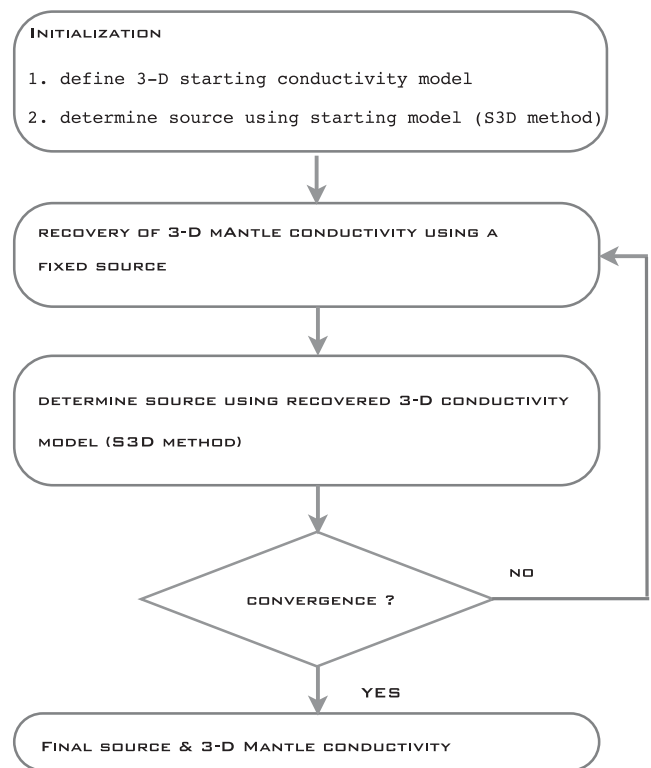 INITIALIZATION
1. define 3-D starting conductivity model
2. determine source using starting model (S3D method)
RECOVERY OF 3-D MANTLE CONDUCTIVITY USING A
FIXED SOURCE
DETERMINE SOURCE USING RECOVERED 3-D CONDUCTIVITY
MODEL (S3D METHOD)
CONVERGENCE ?
NO
YES
FINAL SOURCE & 3-D MANTLE CONDUCTIVITY